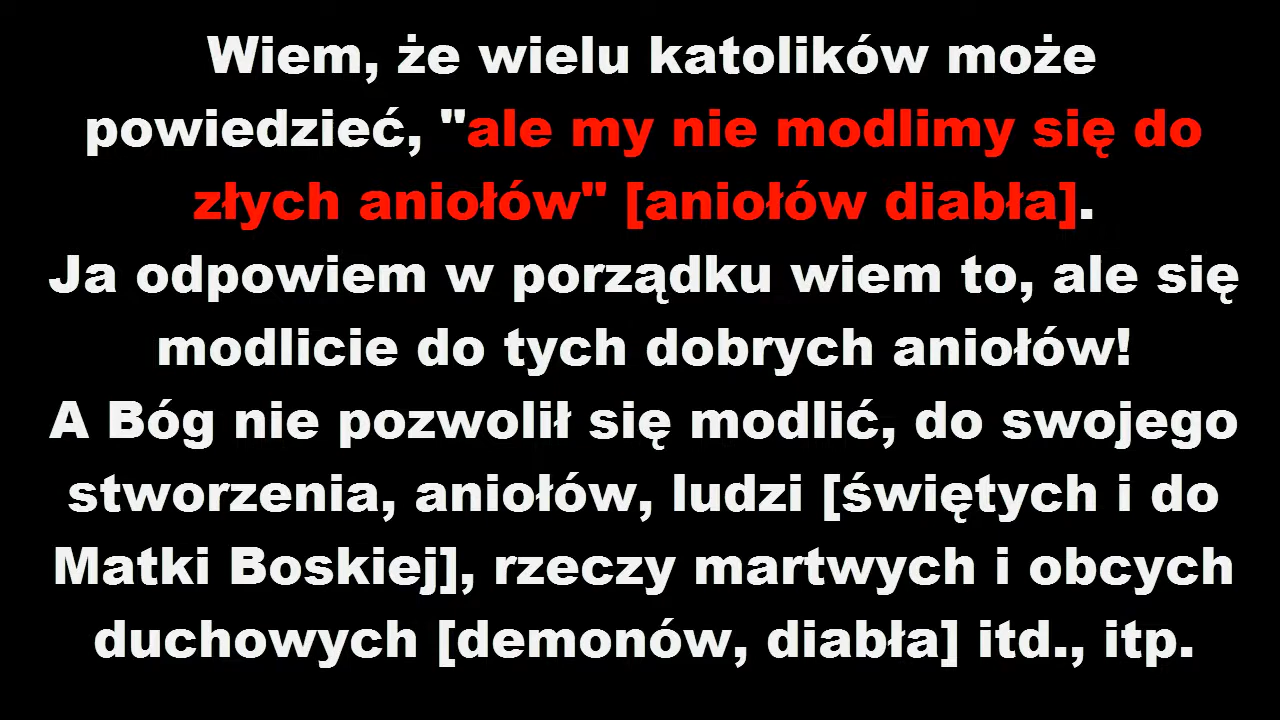 Wiem, że wielu katolików może
powiedzieć, "ale my nie modlimy się do
złych aniołów" [aniołów diabła].
Ja odpowiem w porządku wiem to, ale się
modlicie do tych dobrych aniołów!
A Bóg nie pozwolił się modlić, do swojego
stworzenia, aniołów, ludzi [świętych i do
Matki Boskiej], rzeczy martwych i obcych
duchowych [demonów, diabła] itd., itp.